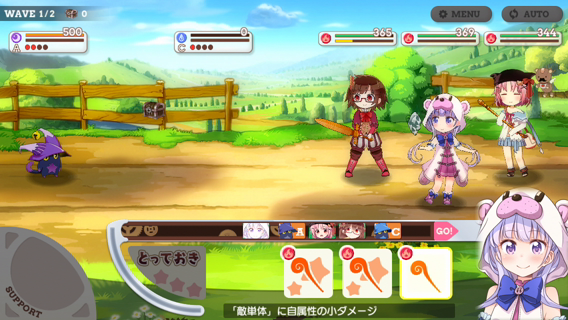 WAVE 1/2 0
MENU
AUTO
500
A
0
C
365
369
344
A
C
GO!
とっておき
SUPPORT
「敵単体」に自属性の小ダメージ